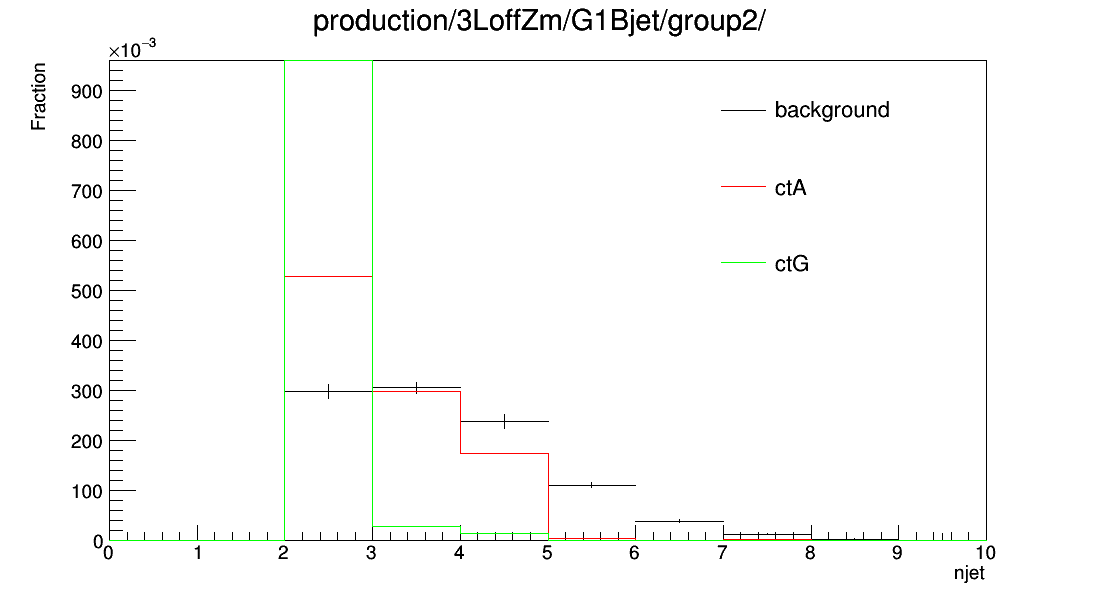 production/3LoffZm/G1Bjet/group2/
×10⁻³
Fraction
900
800
700
600
500
400
300
200
100
0
background
ctA
ctG
0 1 2 3 4 5 6 7 8 9 10
njet